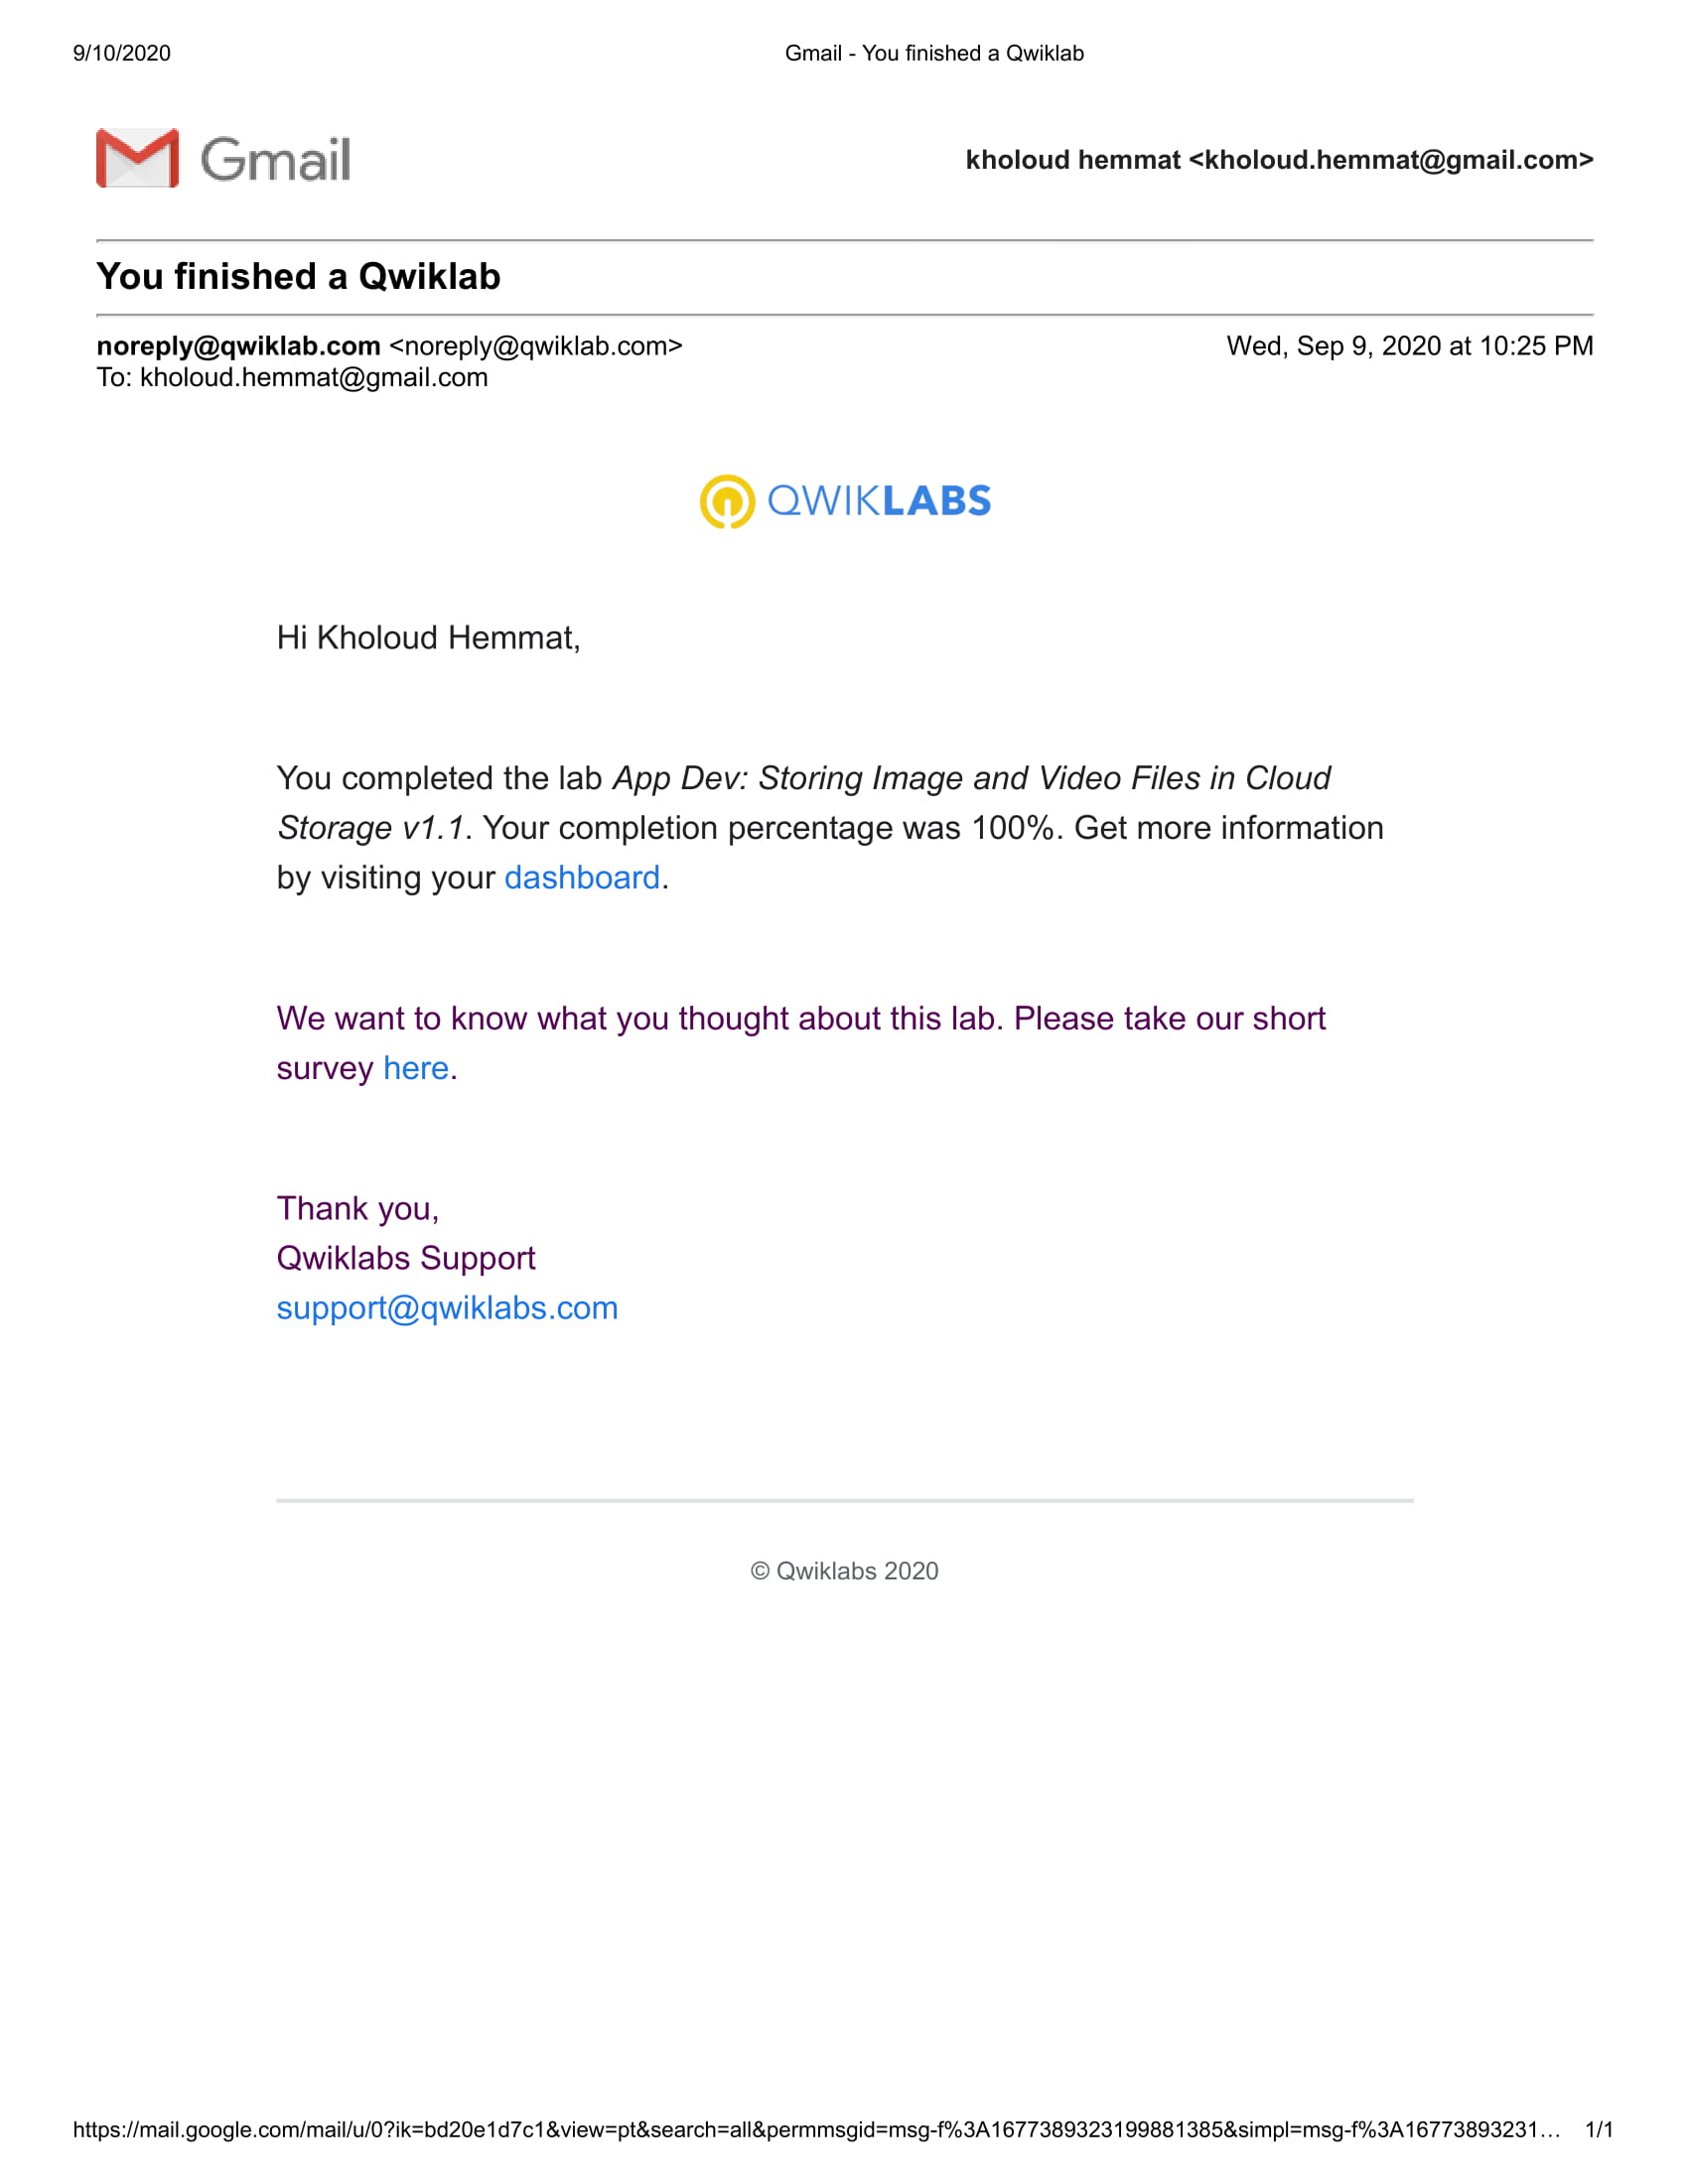 9/10/2020 Gmail - You finished a Qwiklab
Gmail kholoud hemmat <kholoud.hemmat@gmail.com>
You finished a Qwiklab
noreply@qwiklab.com <noreply@qwiklab.com> Wed, Sep 9, 2020 at 10:25 PM
To: kholoud.hemmat@gmail.com
QWIKLABS
Hi Kholoud Hemmat,
You completed the lab App Dev: Storing Image and Video Files in Cloud
Storage v1.1. Your completion percentage was 100%. Get more information
by visiting your dashboard.
We want to know what you thought about this lab. Please take our short
survey here.
Thank you,
Qwiklabs Support
support@qwiklabs.com
© Qwiklabs 2020
https://mail.google.com/mail/u/0?ik=bd20e1d7c1&view=pt&search=all&permmsgid=msg-f%3A1677389323199881385&simpl=msg-f%3A16773893231… 1/1